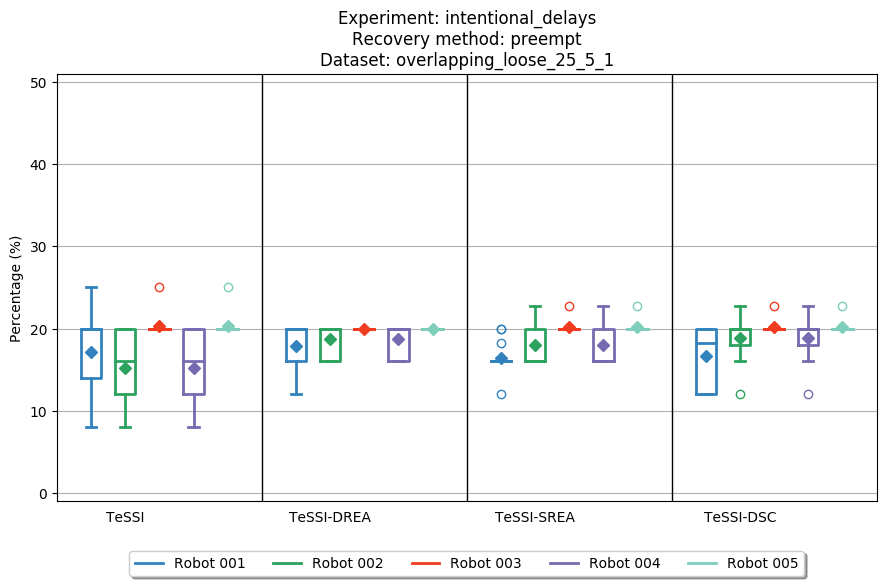 Experiment: intentional_delays
Recovery method: preempt
Dataset: overlapping_loose_25_5_1
Percentage (%)
50
40
30
20
10
0
TeSSI
TeSSI-DREA
TeSSI-SREA
TeSSI-DSC
Robot 001
Robot 002
Robot 003
Robot 004
Robot 005